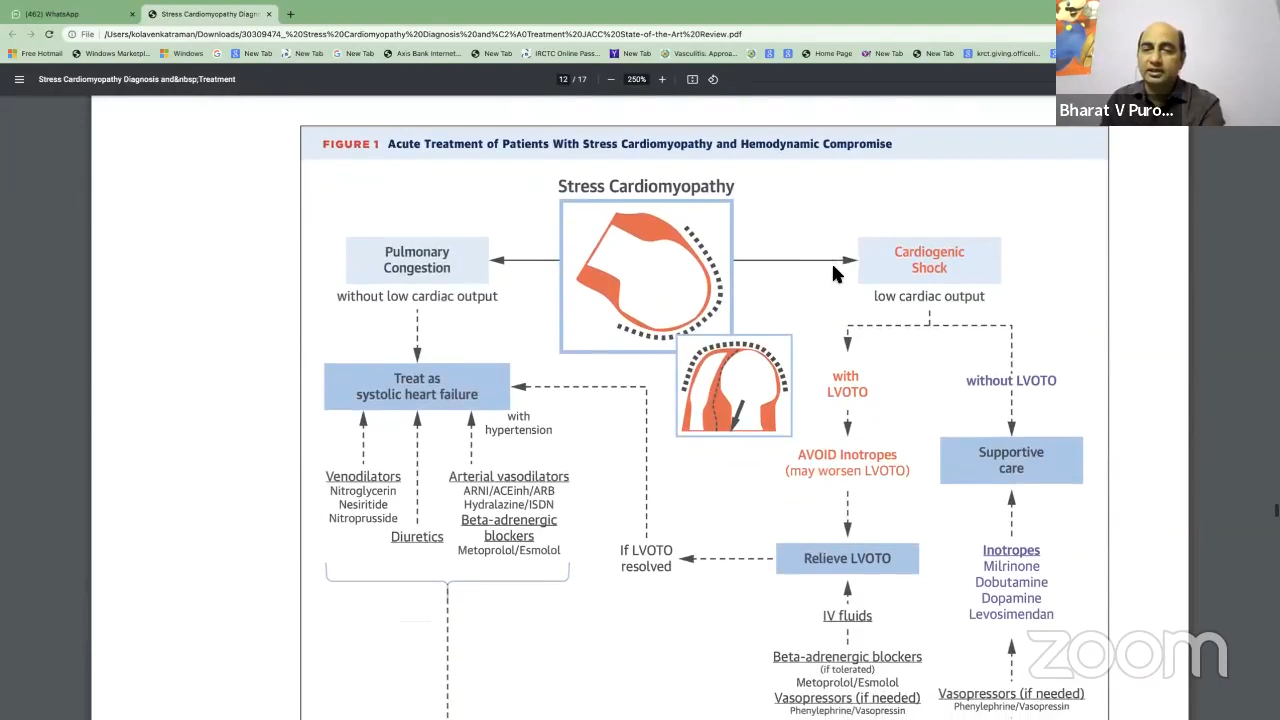 (462) WhatsApp
Stress Cardiomyopathy Diagn
File
/Users/kolavenkatraman/Downloads/30309474_%20Stress%20Cardiomyopathy%20Diagnosis%20and%C2%A0Treatment%20JACC%20State-of-the-Art%20Review.pdf
Free Hotmail
Windows Marketpl...
Windows
New Tab
Axis Bank Internet...
New Tab
IRCTC Online Pas...
New Tab
Vasculitis: Approa...
Home Page
New Tab
New Tab
krct.giving.officeli...
Stress Cardiomyopathy Diagnosis and&nbsp;Treatment
12 / 17
250%
Bharat V Puro...
FIGURE 1 Acute Treatment of Patients With Stress Cardiomyopathy and Hemodynamic Compromise
Stress Cardiomyopathy
Pulmonary
Congestion
without low cardiac output
Cardiogenic
Shock
low cardiac output
Treat as
systolic heart failure
with
hypertension
with
LVOTO
without LVOTO
AVOID Inotropes
(may worsen LVOTO)
Supportive
care
Venodilators
Nitroglycerin
Nesiritide
Nitroprusside
Diuretics
Arterial vasodilators
ARNI/ACEinh/ARB
Hydralazine/ISDN
Beta-adrenergic
blockers
Metoprolol/Esmolol
If LVOTO
resolved
Relieve LVOTO
IV fluids
Beta-adrenergic blockers
(if tolerated)
Metoprolol/Esmolol
Vasopressors (if needed)
Phenylephrine/Vasopressin
Inotropes
Milrinone
Dobutamine
Dopamine
Levosimendan
Vasopressors (if needed)
Phenylephrine/Vasopressin
zoom